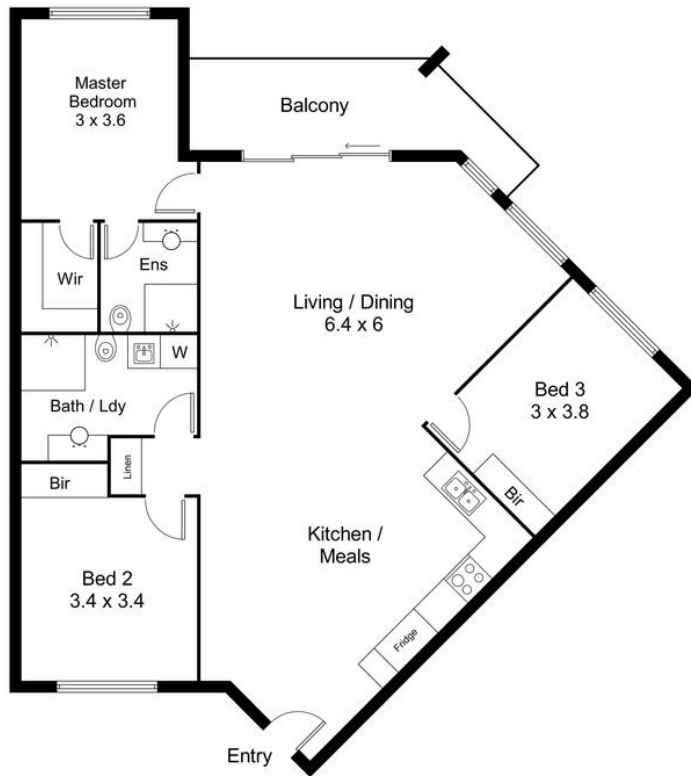 Master
Bedroom
3 x 3.6
Balcony
Wir
Ens
Living / Dining
6.4 x 6
W
Bath / Ldy
Bed 3
3 x 3.8
Linen
Bir
Bir
Kitchen /
Meals
Bed 2
3.4 x 3.4
Fridge
Entry